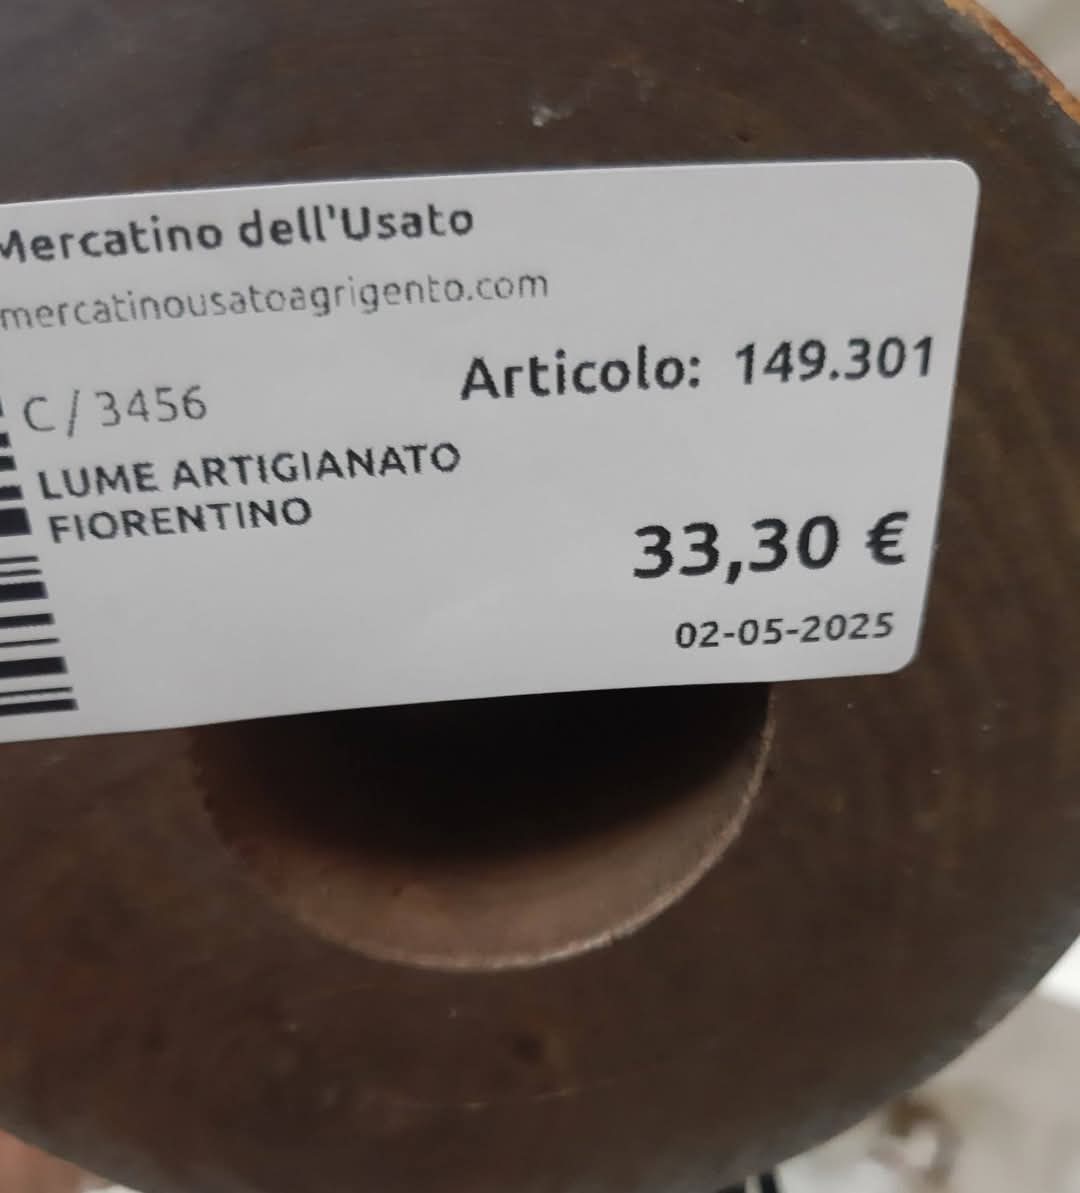 Mercatino dell'Usato
mercatinousatoagrigento.com
Articolo: 149.301
C/3456
LUME ARTIGIANATO
FIORENTINO
33,30 €
02-05-2025